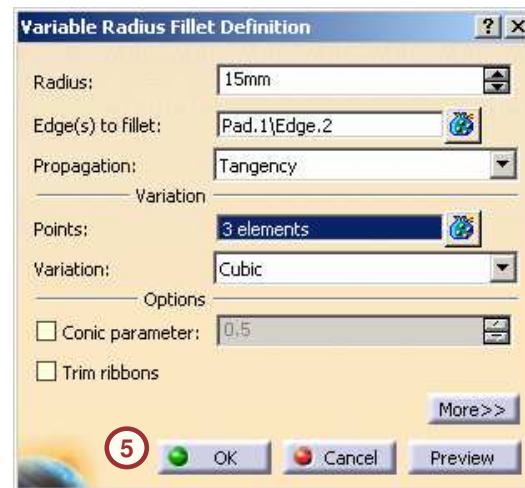 Variable Radius Fillet Definition ? X
Radius: 15mm
Edge(s) to fillet: Pad.1\Edge.2
Propagation: Tangency
Variation
Points: 3 elements
Variation: Cubic
Options
Conic parameter: 0.5
Trim ribbons
More>>
5 OK Cancel Preview